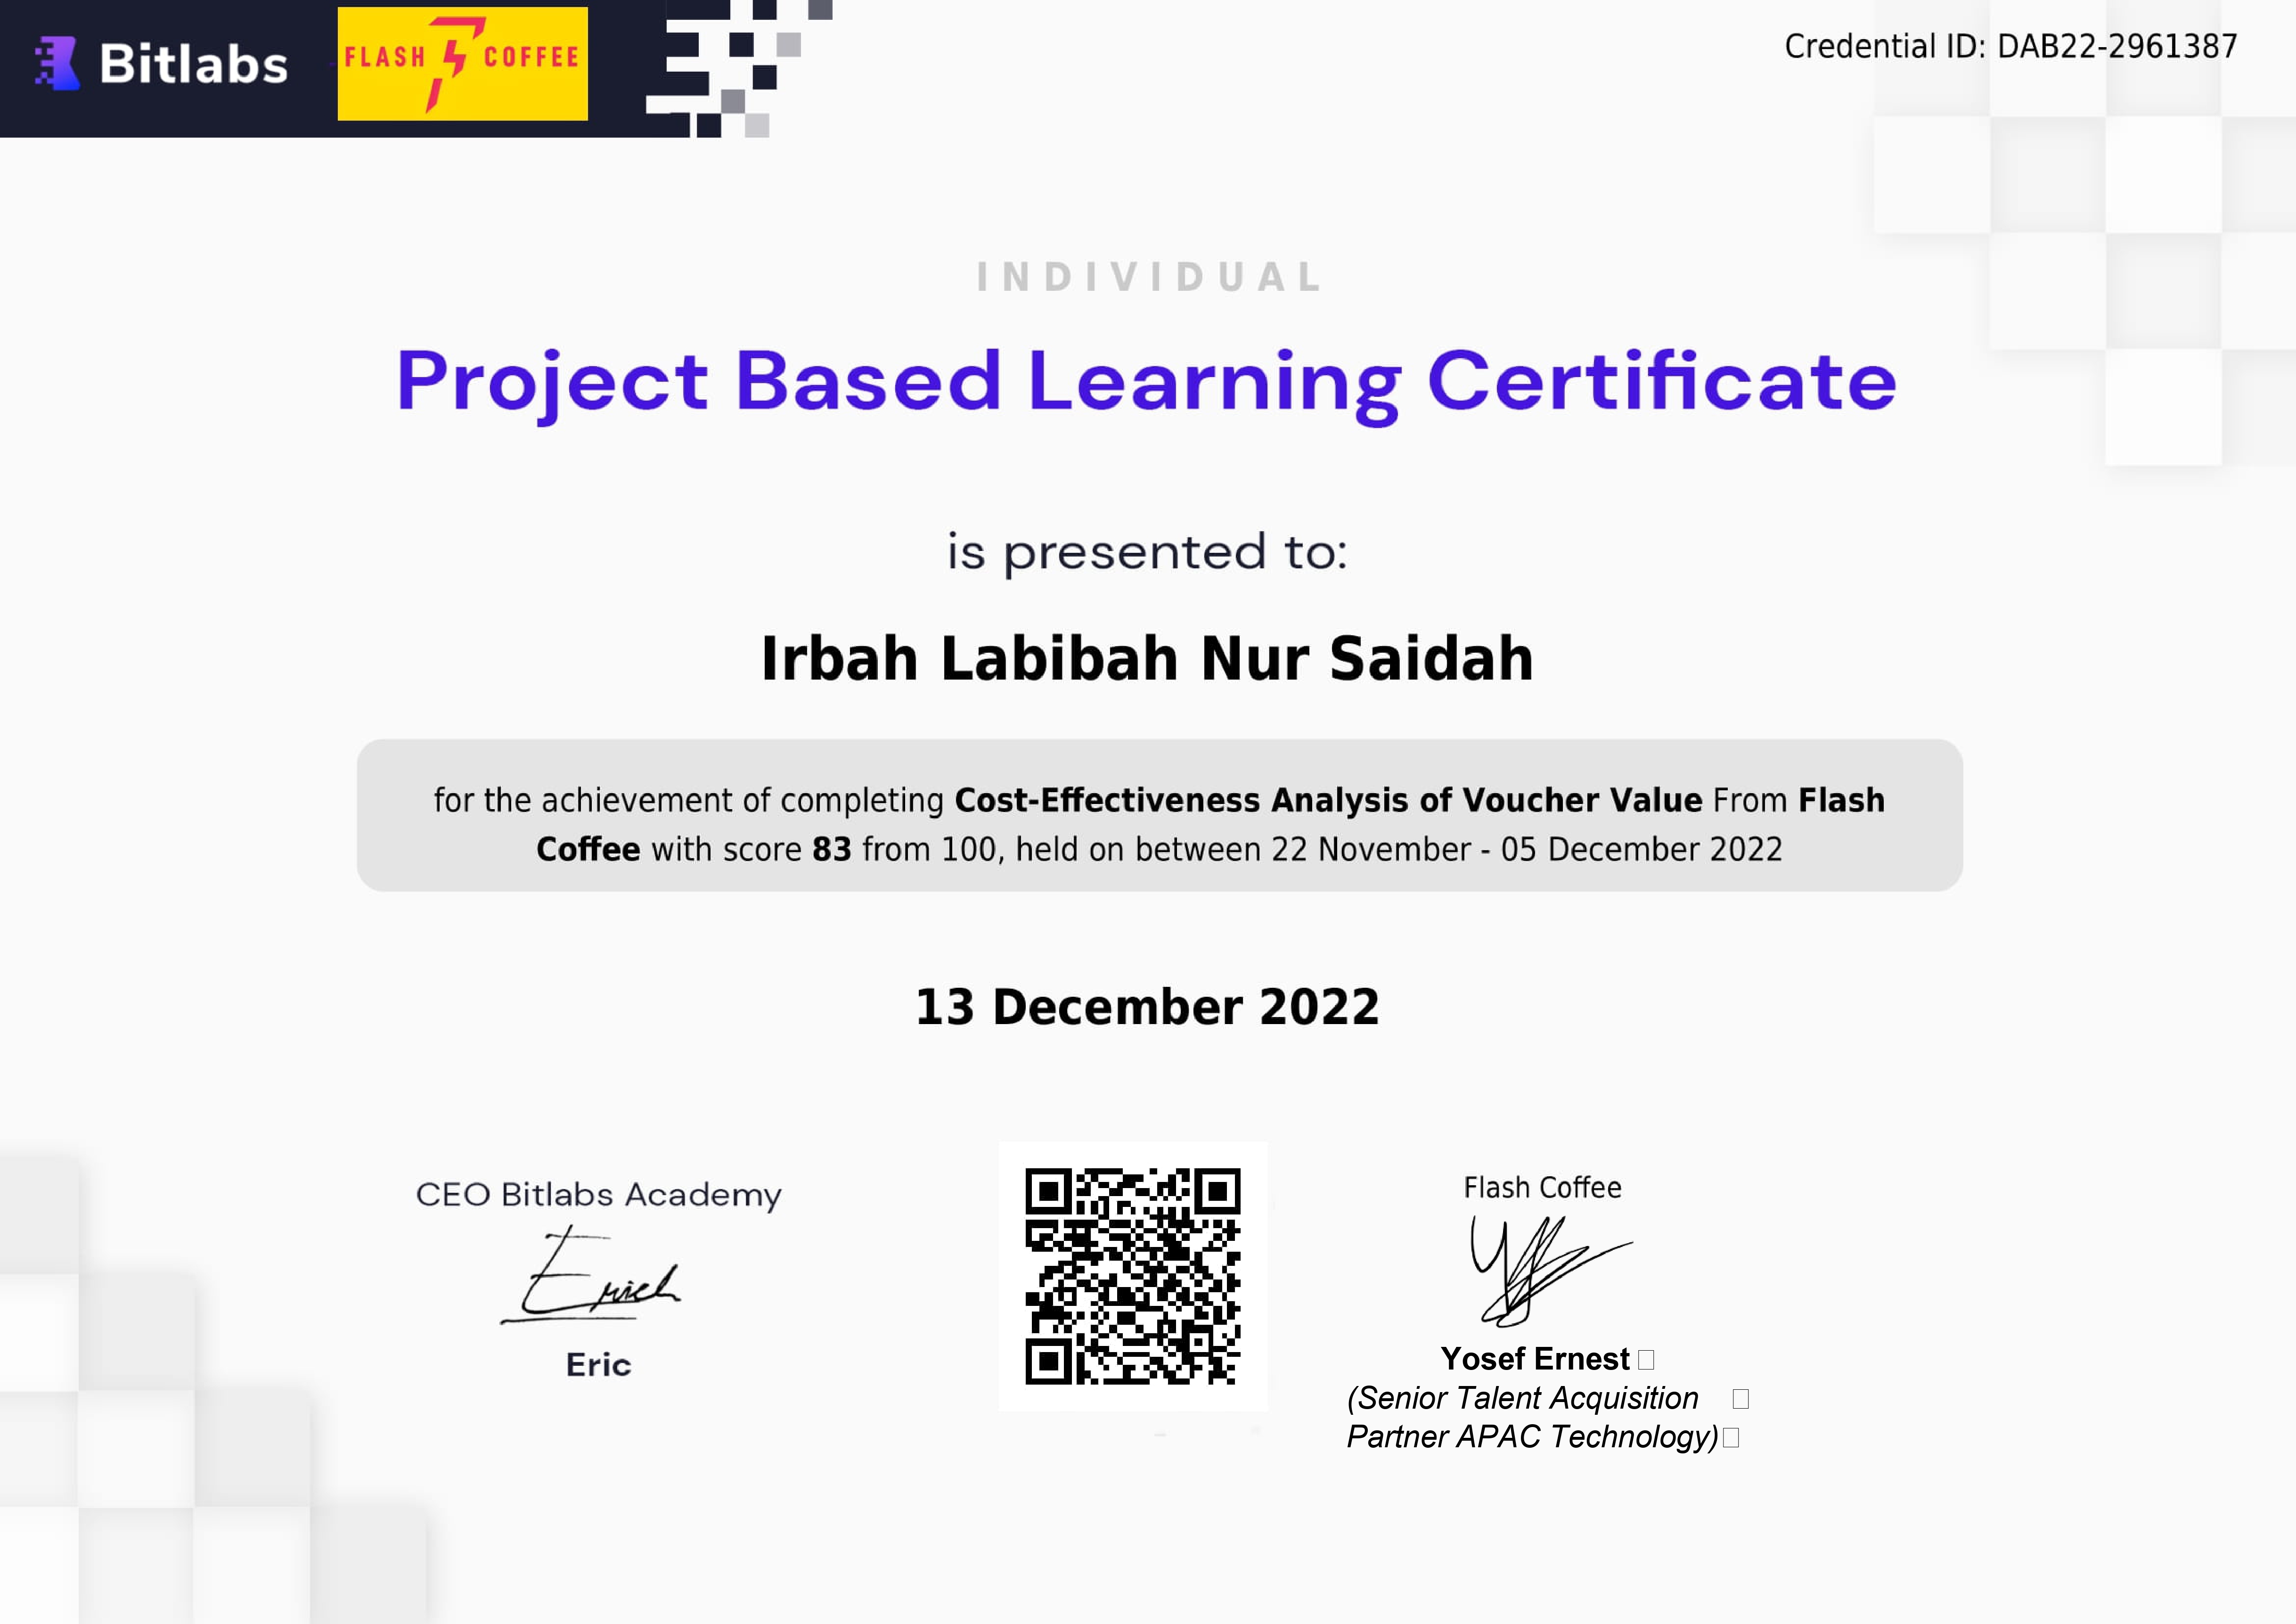 Bitlabs
FLASH COFFEE
Credential ID: DAB22-2961387
INDIVIDUAL
Project Based Learning Certificate
is presented to:
Irbah Labibah Nur Saidah
for the achievement of completing Cost-Effectiveness Analysis of Voucher Value From Flash
Coffee with score 83 from 100, held on between 22 November - 05 December 2022
13 December 2022
CEO Bitlabs Academy
Erick
Eric
Flash Coffee
Yosef Ernest
(Senior Talent Acquisition
Partner APAC Technology)